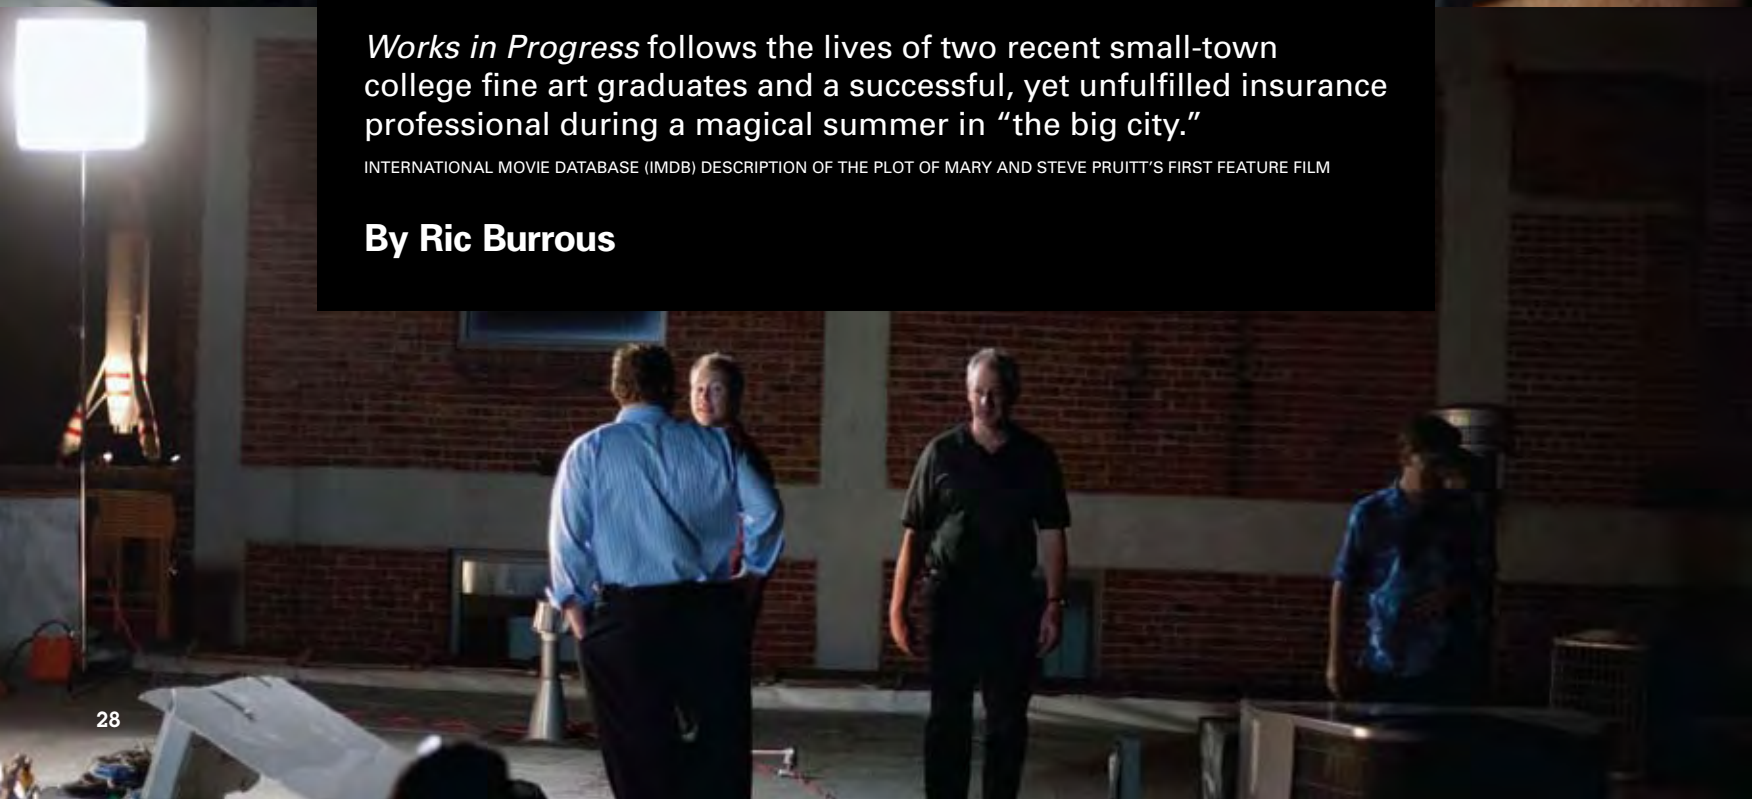 Works in Progress follows the lives of two recent small-town
college fine art graduates and a successful, yet unfulfilled insurance
professional during a magical summer in “the big city.”
INTERNATIONAL MOVIE DATABASE (IMDB) DESCRIPTION OF THE PLOT OF MARY AND STEVE PRUITT’S FIRST FEATURE FILM
By Ric Burrous
28